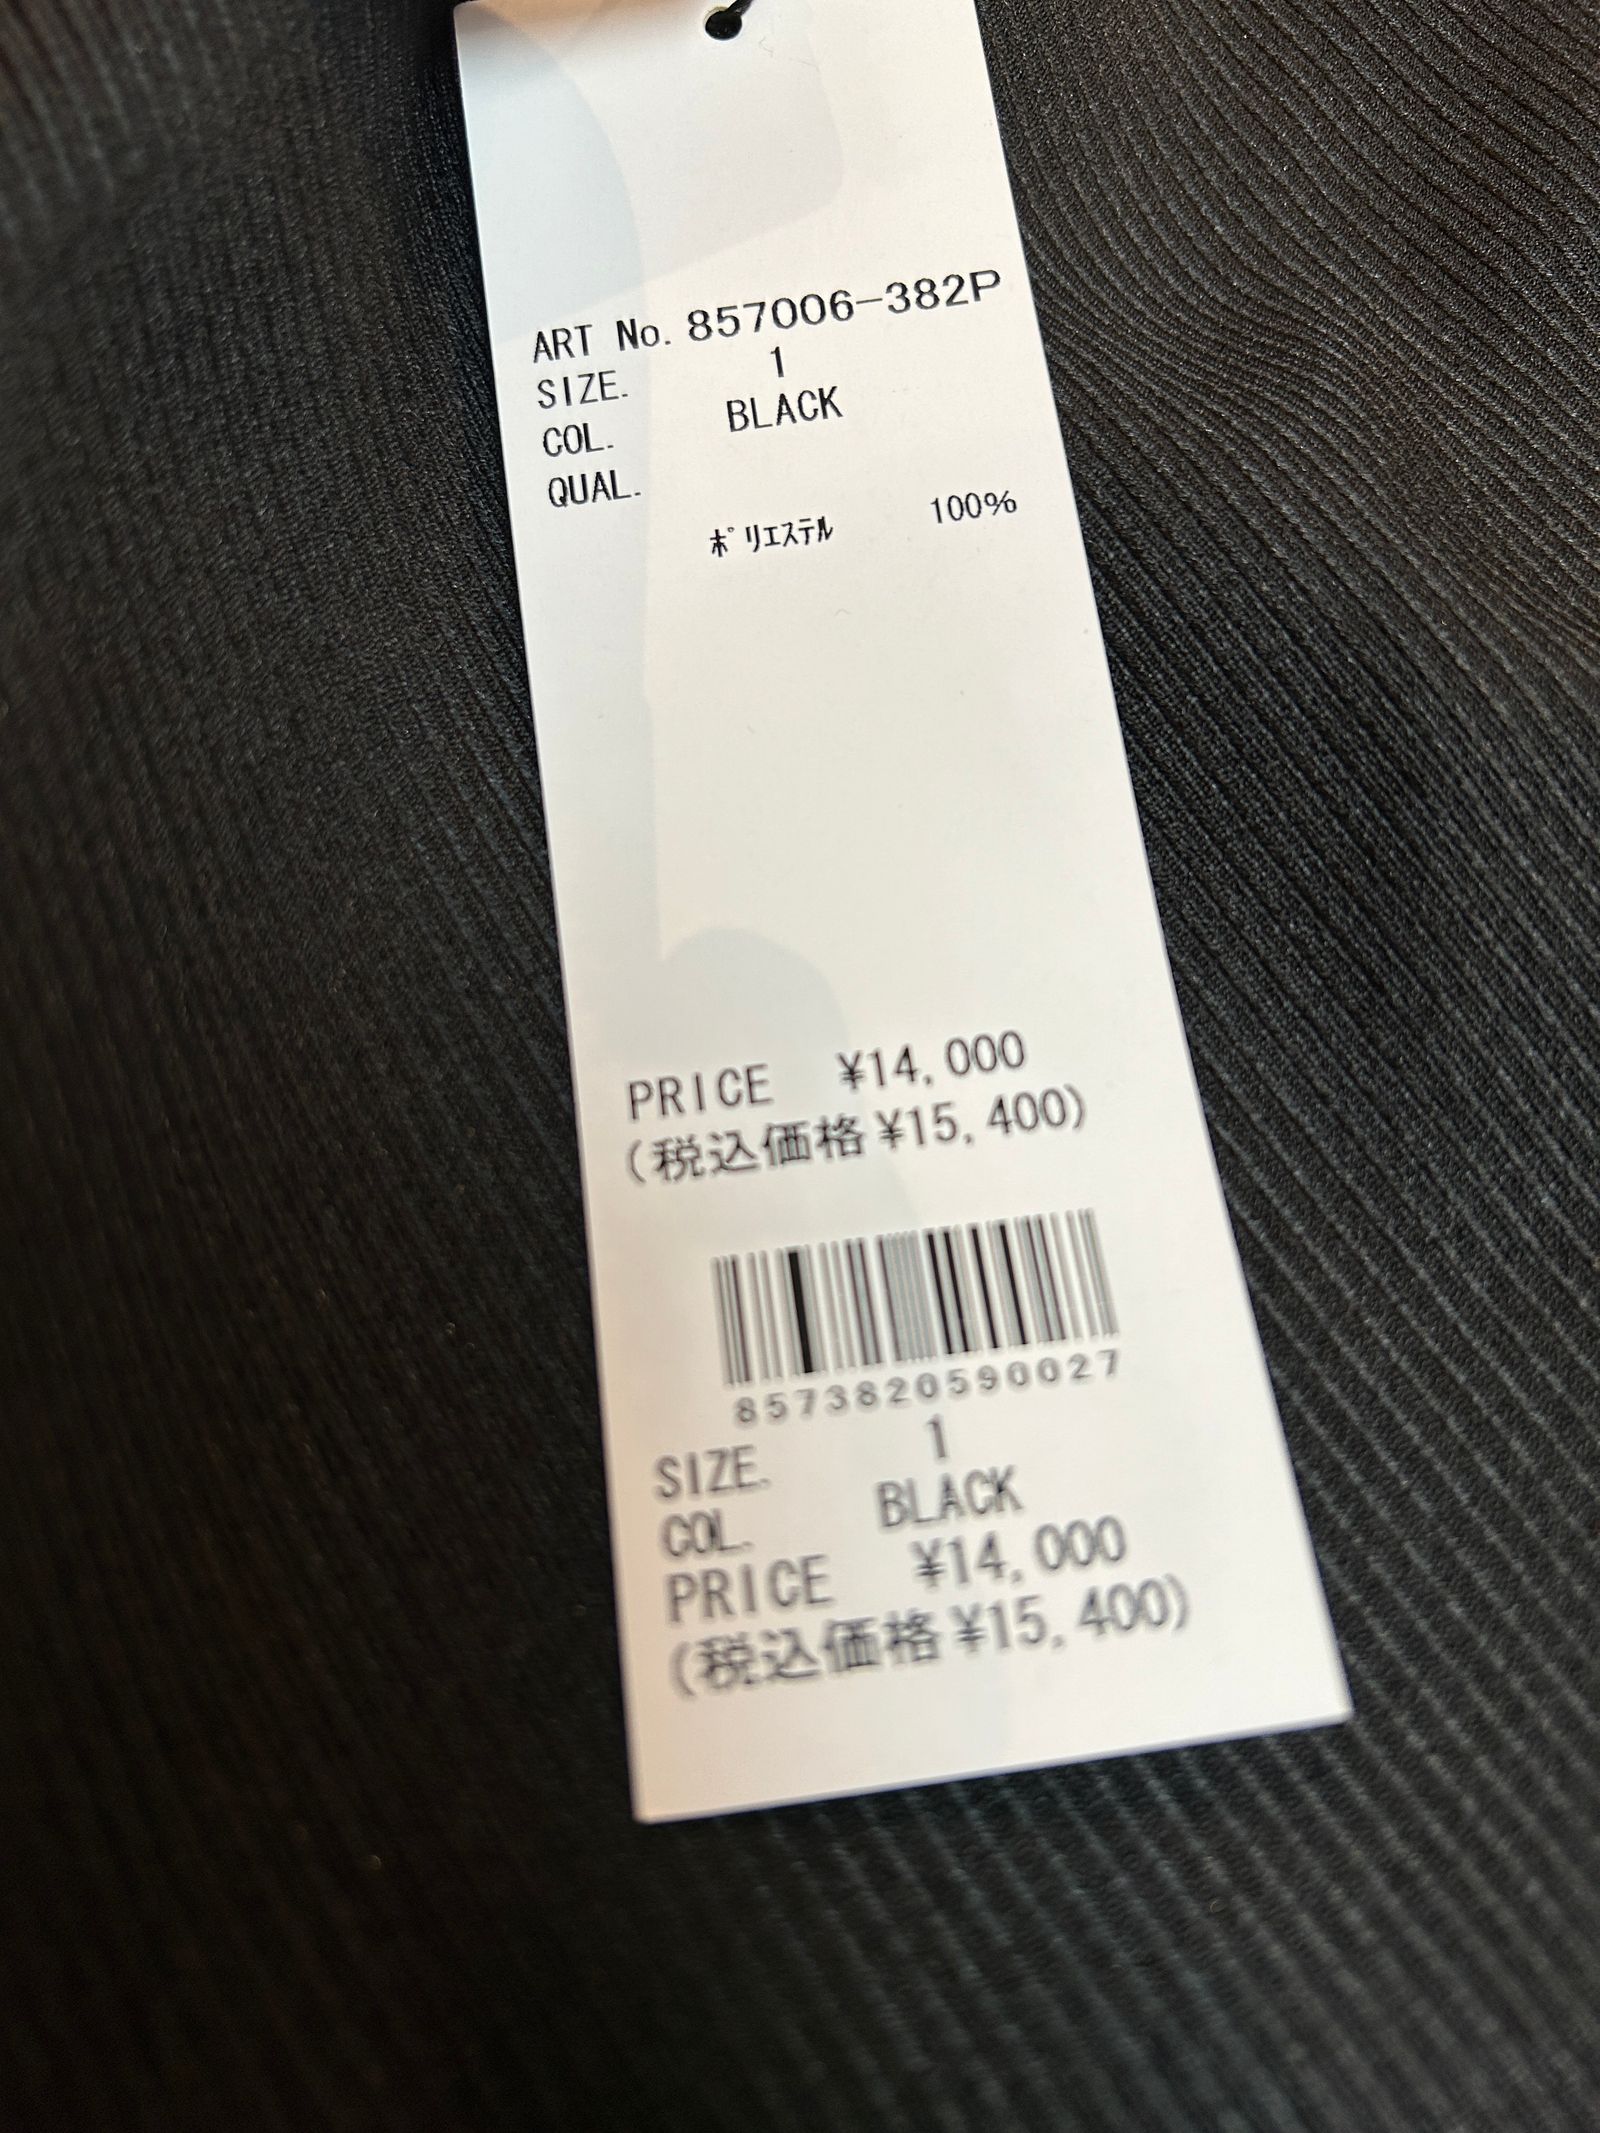 ART No. 857006-382P
SIZE. 1
COL. BLACK
QUAL.
ﾎﾟﾘｴｽﾃﾙ 100%
PRICE ¥14,000
(税込価格¥15,400)
8573820590027
SIZE. 1
COL. BLACK
PRICE ¥14,000
(税込価格¥15,400)